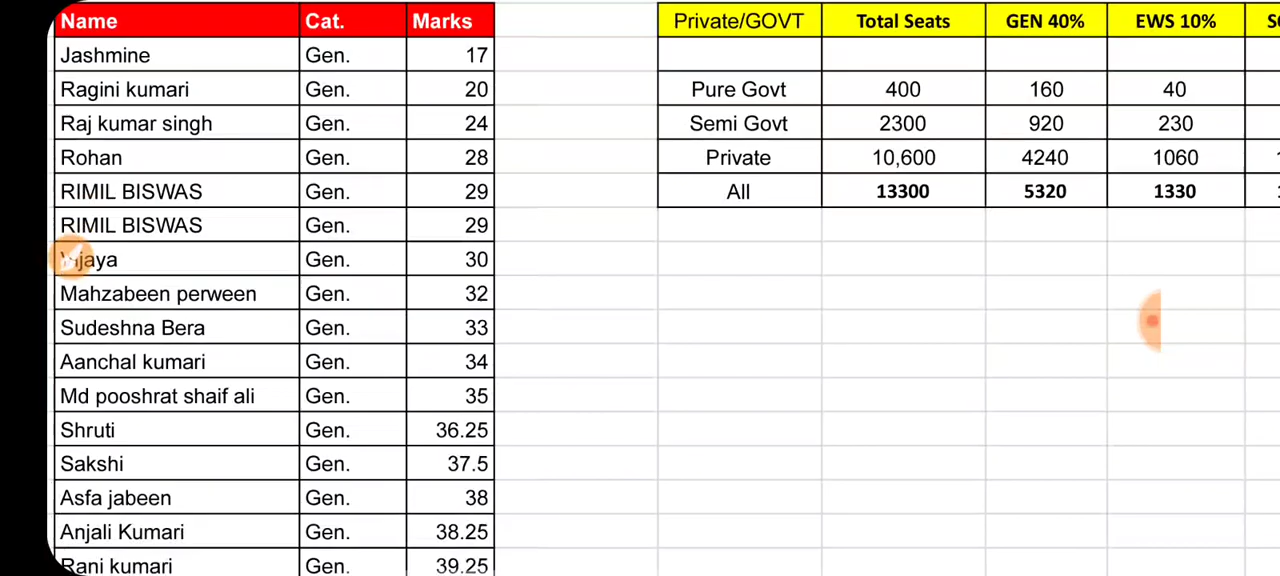 Name Cat. Marks
Jashmine Gen. 17
Ragini kumari Gen. 20
Raj kumar singh Gen. 24
Rohan Gen. 28
RIMIL BISWAS Gen. 29
RIMIL BISWAS Gen. 29
Vijaya Gen. 30
Mahzabeen perween Gen. 32
Sudeshna Bera Gen. 33
Aanchal kumari Gen. 34
Md pooshrat shaif ali Gen. 35
Shruti Gen. 36.25
Sakshi Gen. 37.5
Asfa jabeen Gen. 38
Anjali Kumari Gen. 38.25
Rani kumari Gen. 39.25
Private/GOVT Total Seats GEN 40% EWS 10%
Pure Govt 400 160 40
Semi Govt 2300 920 230
Private 10,600 4240 1060
All 13300 5320 1330